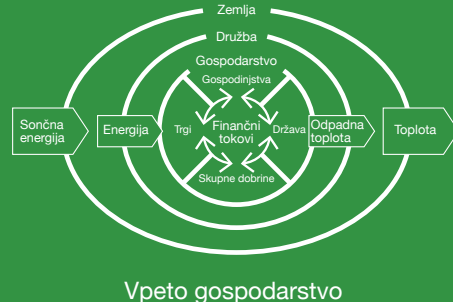 Zemlja
Družba
Gospodarstvo
Gospodinjstva
Sončna
energija
Energija
Trgi
Finančni
tokovi
Država
Odpadna
toplota
Toplota
Skupne dobrine
Vpeto gospodarstvo